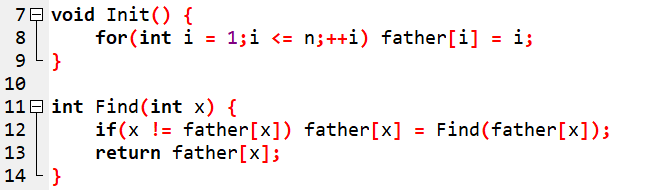 7 void Init() {
8     for(int i = 1;i <= n;++i) father[i] = i;
9 }
10
11 int Find(int x) {
12     if(x != father[x]) father[x] = Find(father[x]);
13     return father[x];
14 }